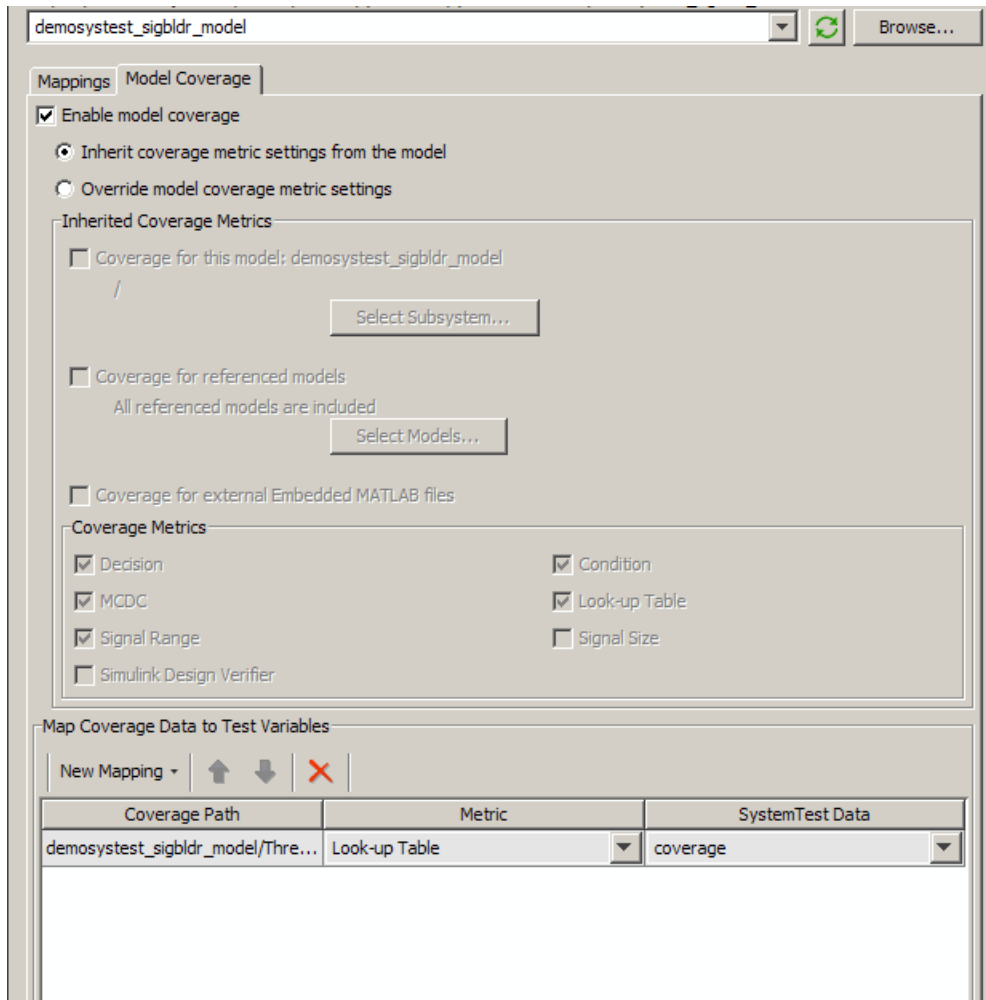 demosystest_sigbldr_model Browse...
Mappings Model Coverage
Enable model coverage
Inherit coverage metric settings from the model
Override model coverage metric settings
Inherited Coverage Metrics
Coverage for this model: demosystest_sigbldr_model
/
Select Subsystem...
Coverage for referenced models
All referenced models are included
Select Models...
Coverage for external Embedded MATLAB files
Coverage Metrics
Decision Condition
MCDC Look-up Table
Signal Range Signal Size
Simulink Design Verifier
Map Coverage Data to Test Variables
New Mapping
Coverage Path Metric SystemTest Data
demosystest_sigbldr_model/Thre... Look-up Table coverage